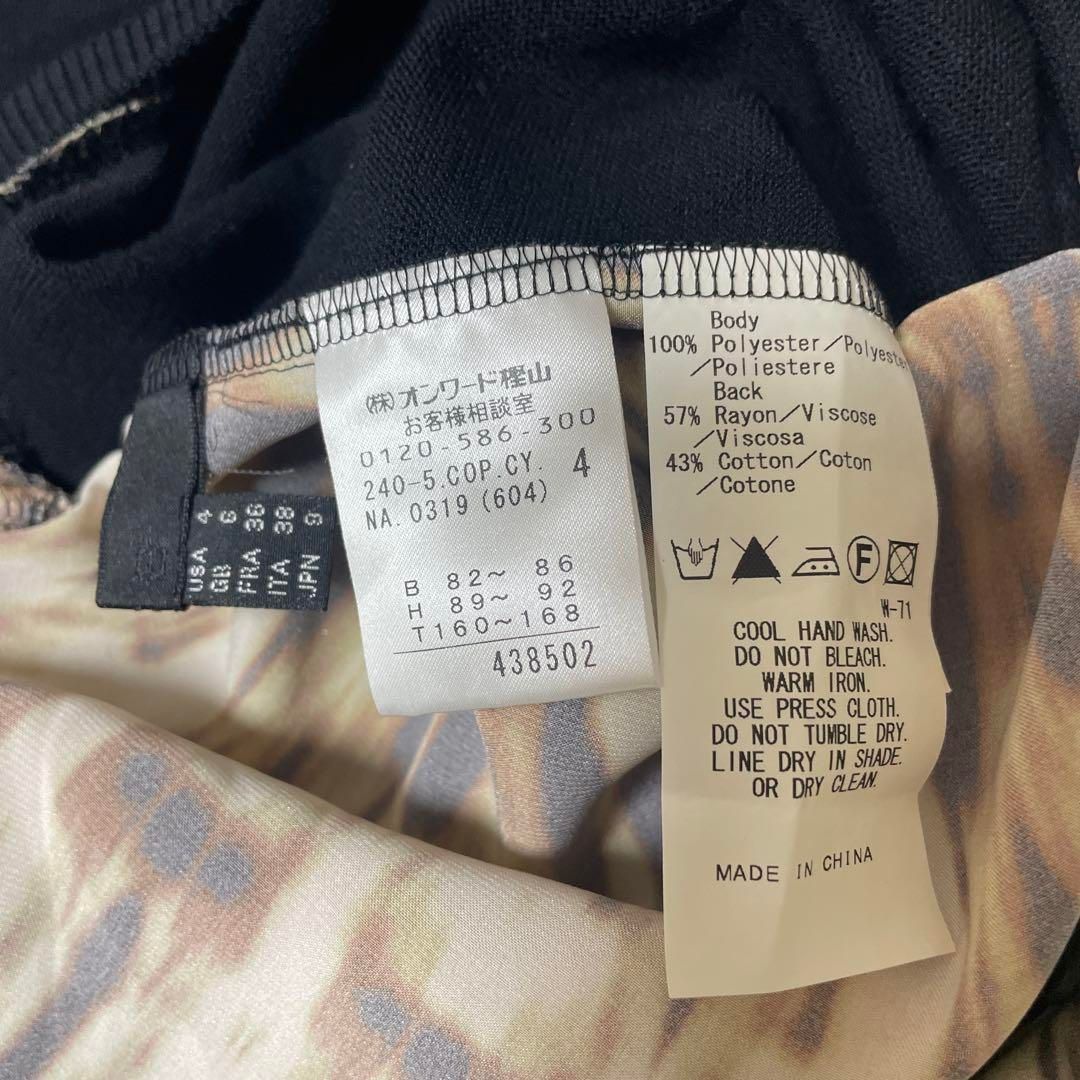 USA 4
GB 6
FRA 36
ITA 38
JPN 9
(株)オンワード樫山
お客様相談室
0120-586-300
240-5.COP.CY. 4
NA. 0319 (604)
B 82～ 86
H 89～ 92
T160～168
438502
Body
100% Polyester/Polyester
/Poliestere
Back
57% Rayon/Viscose
/Viscosa
43% Cotton/Coton
/Cotone
F
W-71
COOL HAND WASH.
DO NOT BLEACH.
WARM IRON.
USE PRESS CLOTH.
DO NOT TUMBLE DRY.
LINE DRY IN SHADE.
OR DRY CLEAN.
MADE IN CHINA